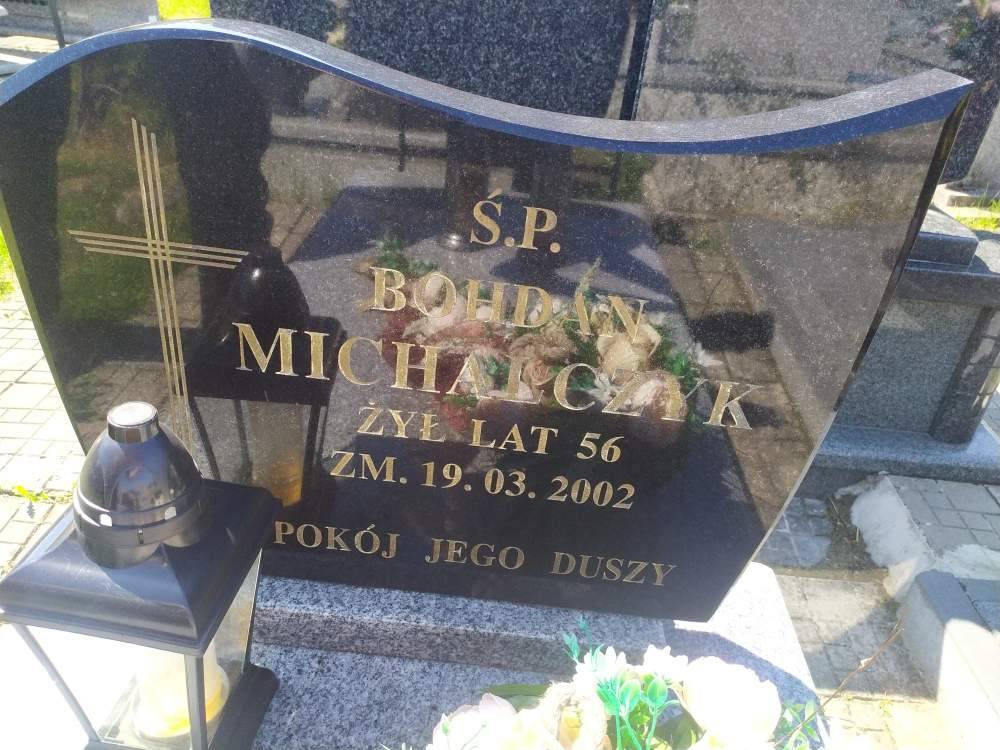 Ś.P.
BOHDAN
MICHALCZYK
ŻYŁ LAT 56
ZM. 19.03.2002
POKÓJ JEGO DUSZY